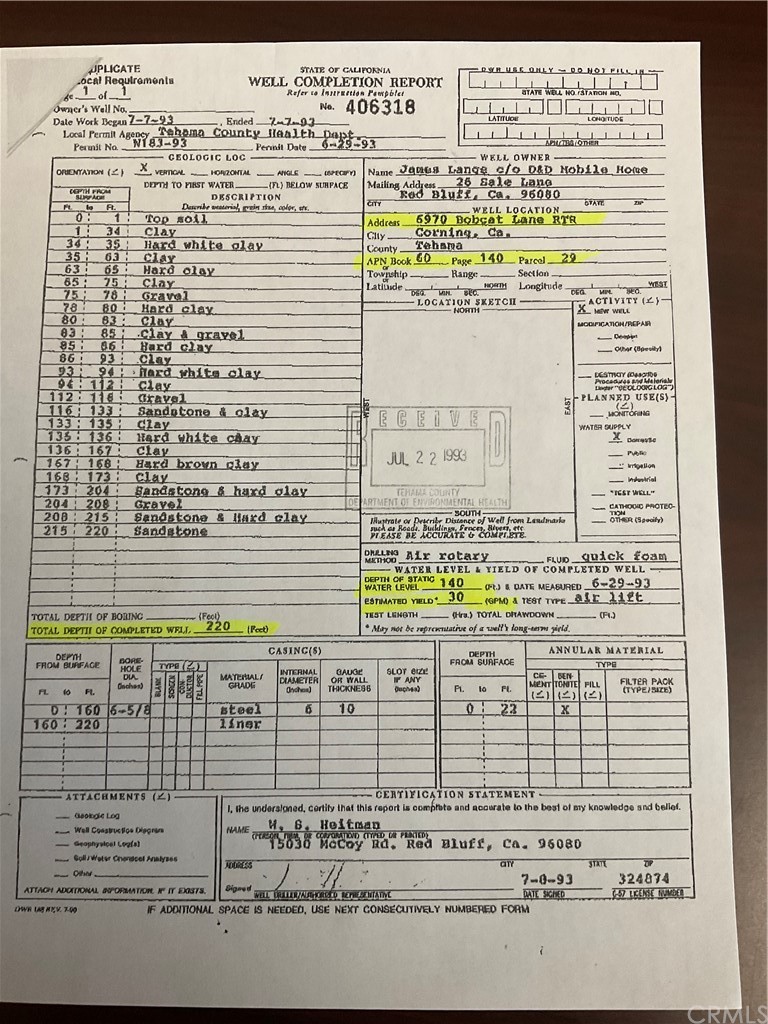 UPLICATE
ocal Requirements
ge 1 of 1
Owner's Well No.
Date Work Began 7-7-93, Ended 7-7-93
Local Permit Agency Tehama County Health Dept
Permit No. N183-93 Permit Date 6-29-93
STATE OF CALIFORNIA
WELL COMPLETION REPORT
Refer to Instruction Pamphlet
No. 406318
DWR USE ONLY — DO NOT FILL IN
STATE WELL NO./STATION NO.
LATITUDE LONGITUDE
APN/TRS/OTHER
GEOLOGIC LOG
ORIENTATION (∠) X VERTICAL HORIZONTAL ANGLE (SPECIFY)
DEPTH TO FIRST WATER (Ft.) BELOW SURFACE
DEPTH FROM SURFACE
Ft. to Ft.
DESCRIPTION
Describe material, grain size, color, etc.
0 1 Top soil
1 34 Clay
34 35 Hard white clay
35 63 Clay
63 65 Hard clay
65 75 Clay
75 78 Gravel
78 80 Hard clay
80 83 Clay
83 85 Clay & gravel
85 86 Hard clay
86 93 Clay
93 94 Hard white clay
94 112 Clay
112 116 Gravel
116 133 Sandstone & clay
133 135 Clay
135 136 Hard white caay
136 167 Clay
167 168 Hard brown clay
168 173 Clay
173 204 Sandstone & hard clay
204 208 Gravel
208 215 Sandstone & Hard clay
215 220 Sandstone
TOTAL DEPTH OF BORING (Feet)
TOTAL DEPTH OF COMPLETED WELL 220 (Feet)
WELL OWNER
Name James Lange c/o D&D Mobile Home
Mailing Address 25 Sale Lane
Red Bluff, Ca. 96080
CITY STATE ZIP
WELL LOCATION
Address 5970 Bobcat Lane RTR
City Corning, Ca.
County Tehama
APN Book 60 Page 140 Parcel 29
or
Township Range Section
or
Latitude NORTH Longitude WEST
DEG. MIN. SEC. DEG. MIN. SEC.
LOCATION SKETCH
NORTH
WEST
EAST
SOUTH
RECEIVED
JUL 22 1993
TEHAMA COUNTY
DEPARTMENT OF ENVIRONMENTAL HEALTH
Illustrate or Describe Distance of Well from Landmarks
such as Roads, Buildings, Fences, Rivers, etc.
PLEASE BE ACCURATE & COMPLETE.
ACTIVITY (∠)
X NEW WELL
MODIFICATION/REPAIR
Deepen
Other (Specify)
DESTROY (Describe
Procedures and Materials
Under "GEOLOGIC LOG")
PLANNED USE(S)
(∠)
MONITORING
WATER SUPPLY
X Domestic
Public
Irrigation
Industrial
"TEST WELL"
CATHODIC PROTEC-
TION
OTHER (Specify)
DRILLING
METHOD Air rotary FLUID quick foam
WATER LEVEL & YIELD OF COMPLETED WELL
DEPTH OF STATIC
WATER LEVEL 140 (Ft.) & DATE MEASURED 6-29-93
ESTIMATED YIELD* 30 (GPM) & TEST TYPE air lift
TEST LENGTH (Hrs.) TOTAL DRAWDOWN (Ft.)
* May not be representative of a well's long-term yield.
DEPTH FROM SURFACE
Ft. to Ft.
BORE-HOLE DIA. (Inches)
CASING(S)
TYPE (∠)
BLANK SCREEN CON-DUCTOR FILL PIPE
MATERIAL/GRADE
INTERNAL DIAMETER (Inches)
GAUGE OR WALL THICKNESS
SLOT SIZE IF ANY (Inches)
0 160 6-5/8 steel 6 10
160 220 liner
DEPTH FROM SURFACE
Ft. to Ft.
ANNULAR MATERIAL
TYPE
CE-MENT (∠) BEN-TONITE (∠) FILL (∠) FILTER PACK (TYPE/SIZE)
0 22 X
ATTACHMENTS (∠)
Geologic Log
Well Construction Diagram
Geophysical Log(s)
Soil/Water Chemical Analyses
Other
ATTACH ADDITIONAL INFORMATION, IF IT EXISTS.
CERTIFICATION STATEMENT
I, the undersigned, certify that this report is complete and accurate to the best of my knowledge and belief.
NAME W. G. Heitman
(PERSON, FIRM, OR CORPORATION) (TYPED OR PRINTED)
15030 McCoy Rd. Red Bluff, Ca. 96080
ADDRESS CITY STATE ZIP
Signed 7-8-93 324874
WELL DRILLER/AUTHORIZED REPRESENTATIVE DATE SIGNED C-57 LICENSE NUMBER
DWR 188 REV. 7-90
IF ADDITIONAL SPACE IS NEEDED, USE NEXT CONSECUTIVELY NUMBERED FORM
CRMLS